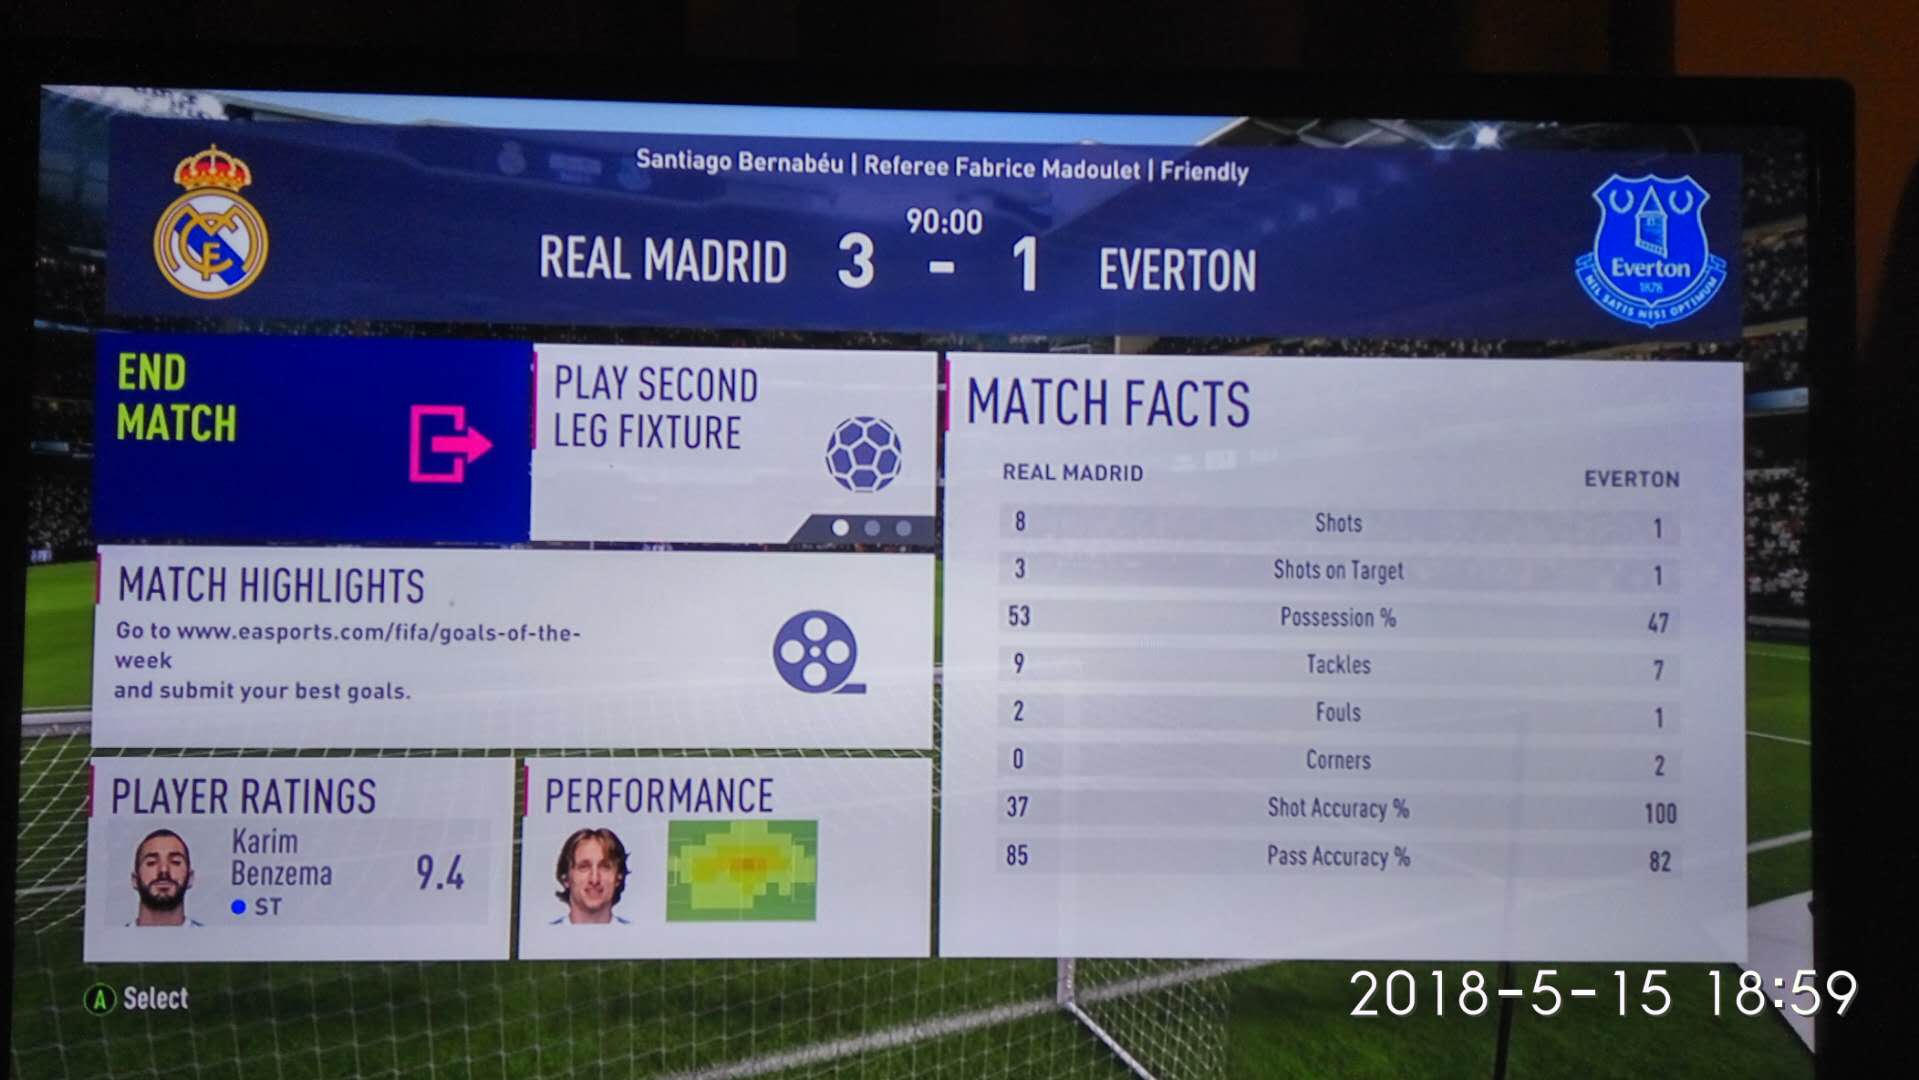 Santiago Bernabéu | Referee Fabrice Madoulet | Friendly
90:00
REAL MADRID 3 - 1 EVERTON
Everton
1878
NIL SATIS NISI OPTIMUM
END
MATCH
PLAY SECOND
LEG FIXTURE
MATCH HIGHLIGHTS
Go to www.easports.com/fifa/goals-of-the-
week
and submit your best goals.
PLAYER RATINGS
Karim
Benzema
ST
9.4
PERFORMANCE
MATCH FACTS
REAL MADRID EVERTON
8 Shots 1
3 Shots on Target 1
53 Possession % 47
9 Tackles 7
2 Fouls 1
0 Corners 2
37 Shot Accuracy % 100
85 Pass Accuracy % 82
A Select
2018-5-15 18:59